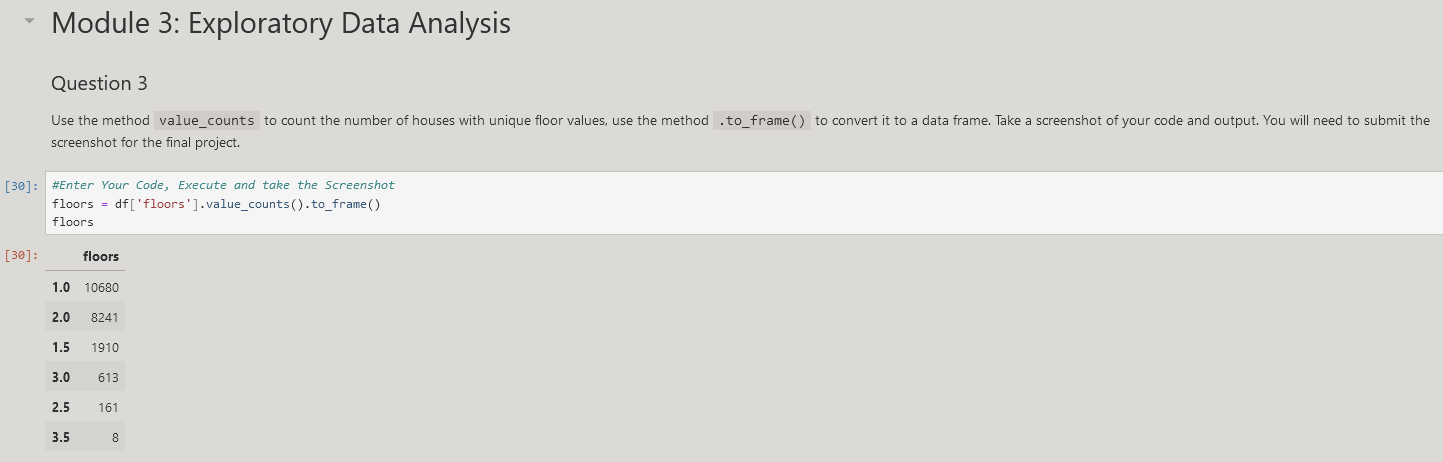 Module 3: Exploratory Data Analysis
Question 3
Use the method value_counts to count the number of houses with unique floor values, use the method .to_frame() to convert it to a data frame. Take a screenshot of your code and output. You will need to submit the
screenshot for the final project.
[30]: #Enter Your Code, Execute and take the Screenshot
floors = df['floors'].value_counts().to_frame()
floors
[30]: floors
1.0 10680
2.0 8241
1.5 1910
3.0 613
2.5 161
3.5 8